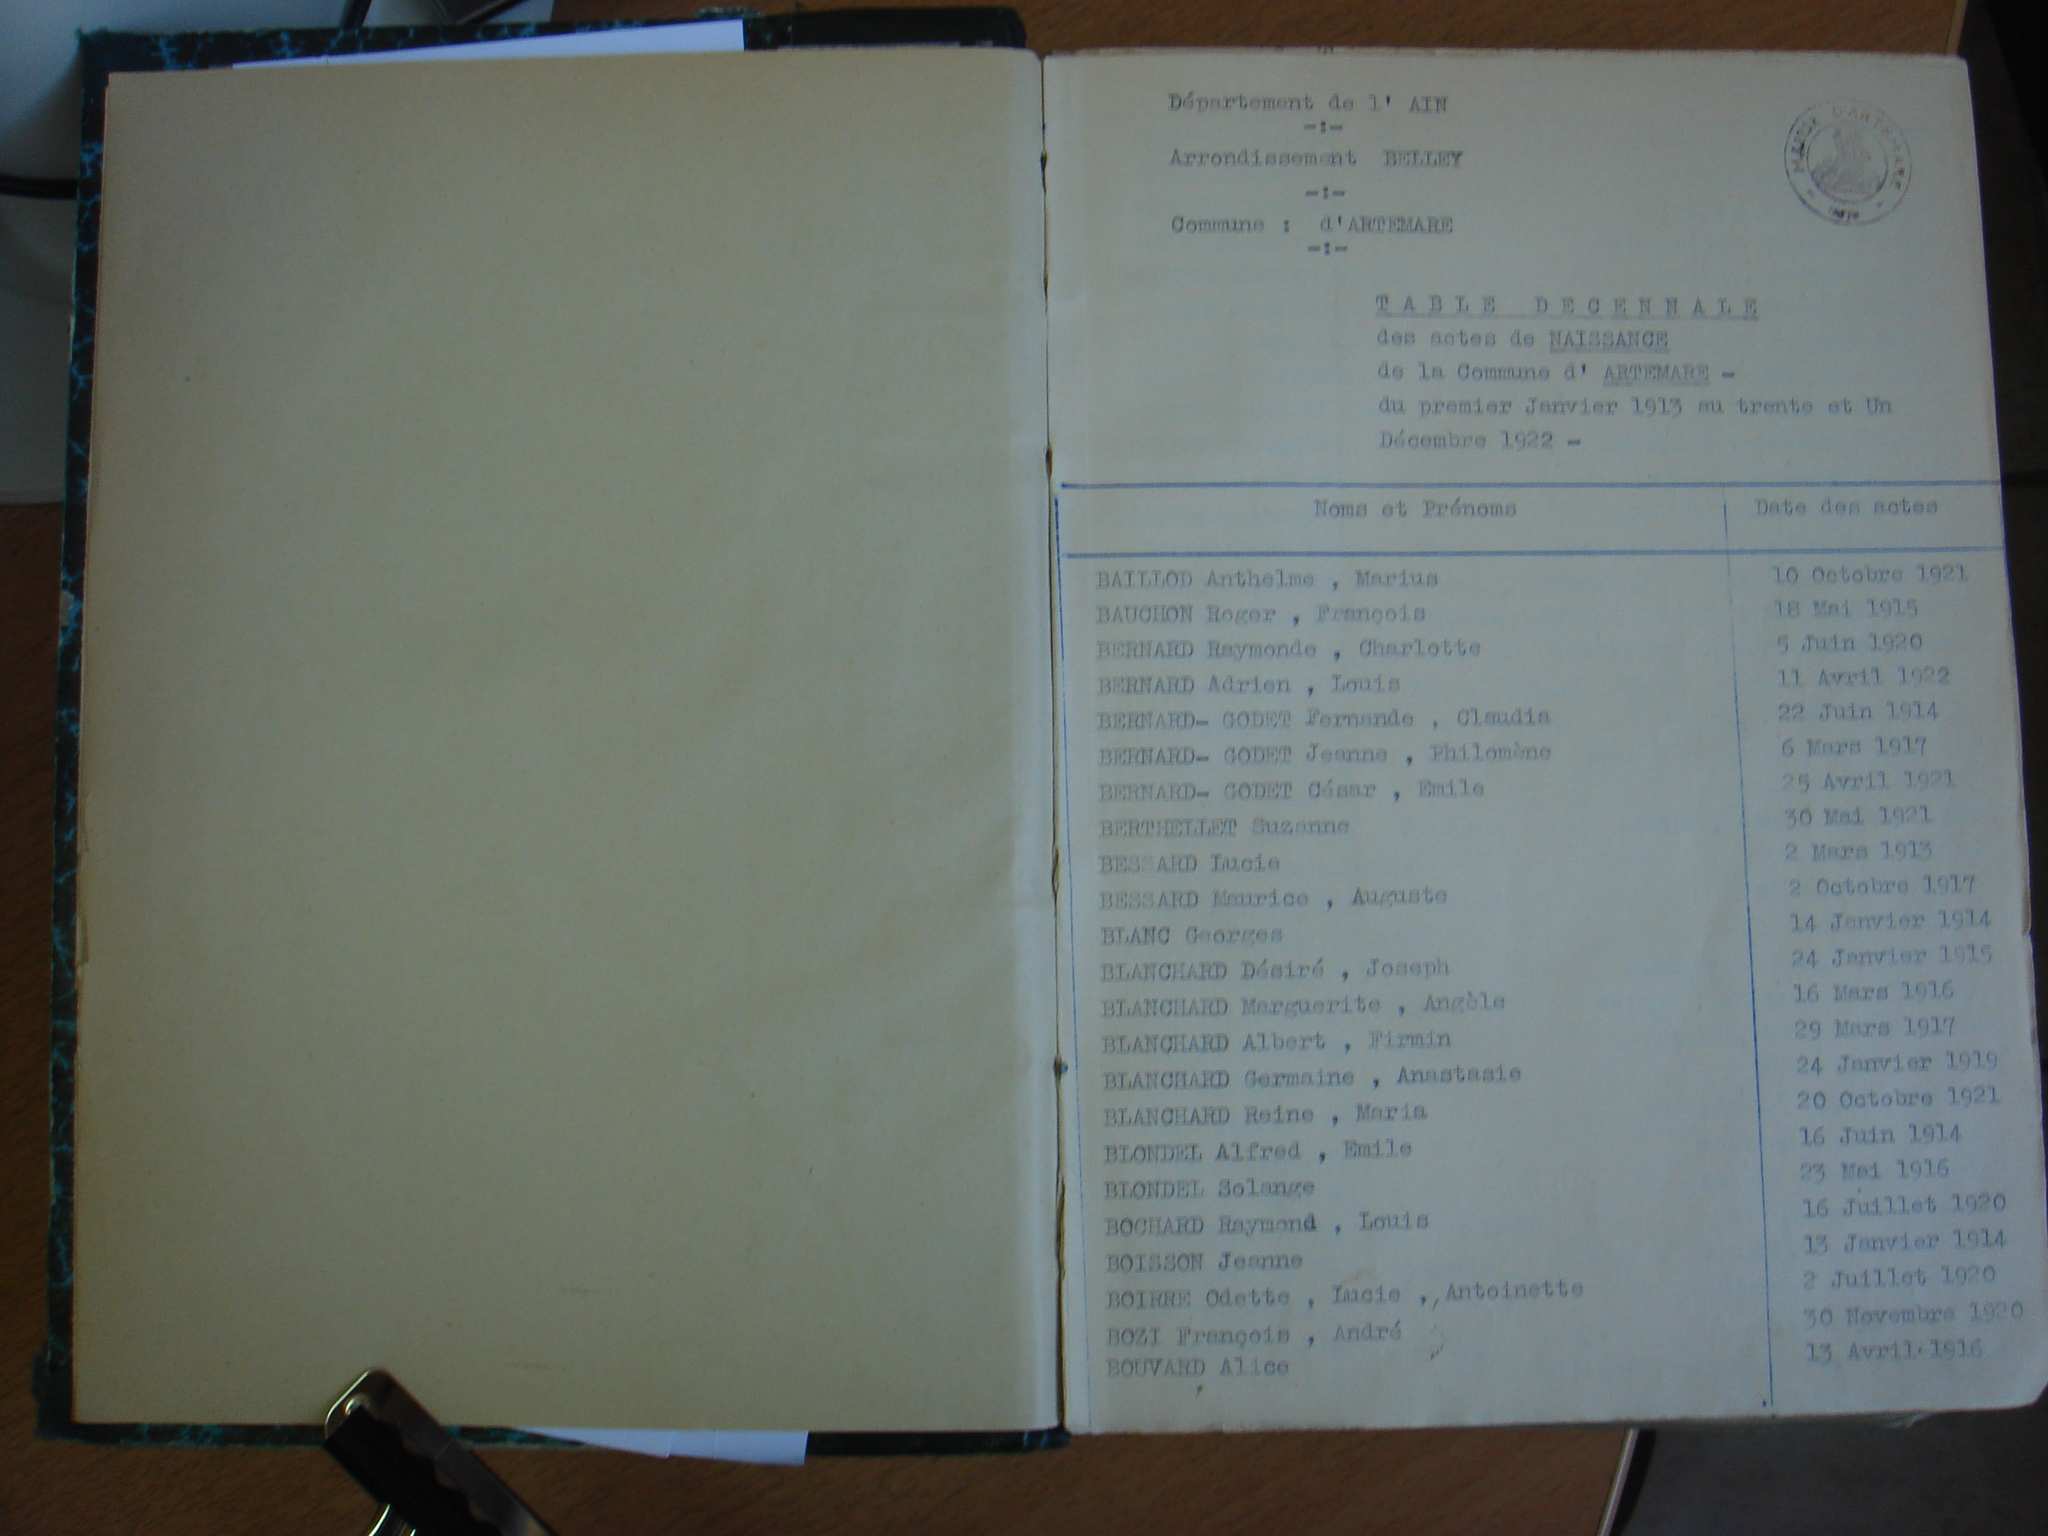 Département de l' AIN
-:-
Arrondissement BELLEY
-:-
Commune : d'ARTEMARE
-:-
MAIRIE D'ARTEMARE
TABLE DECENNALE
des actes de NAISSANCE
de la Commune d' ARTEMARE -
du premier Janvier 1913 au trente et Un
Décembre 1922 -
Noms et Prénoms Date des actes
BAILLOD Anthelme , Marius 10 Octobre 1921
BAUCHON Roger , François 18 Mai 1915
BERNARD Raymonde , Charlotte 5 Juin 1920
BERNARD Adrien , Louis 11 Avril 1922
BERNARD- GODET Fernande , Claudia 22 Juin 1914
BERNARD- GODET Jeanne , Philomène 6 Mars 1917
BERNARD- GODET César , Emile 25 Avril 1921
BERTHELLET Suzanne 30 Mai 1921
BESSARD Lucie 2 Mars 1913
BESSARD Maurice , Auguste 2 Octobre 1917
BLANC Georges 14 Janvier 1914
BLANCHARD Désiré , Joseph 24 Janvier 1915
BLANCHARD Marguerite , Angèle 16 Mars 1916
BLANCHARD Albert , Firmin 29 Mars 1917
BLANCHARD Germaine , Anastasie 24 Janvier 1919
BLANCHARD Reine , Maria 20 Octobre 1921
BLONDEL Alfred , Emile 16 Juin 1914
BLONDEL Solange 23 Mai 1916
BOCHARD Raymond , Louis 16 Juillet 1920
BOISSON Jeanne 13 Janvier 1914
BOIRRE Odette , Lucie , Antoinette 2 Juillet 1920
BOZI François , André 30 Novembre 1920
BOUVARD Alice 13 Avril 1916